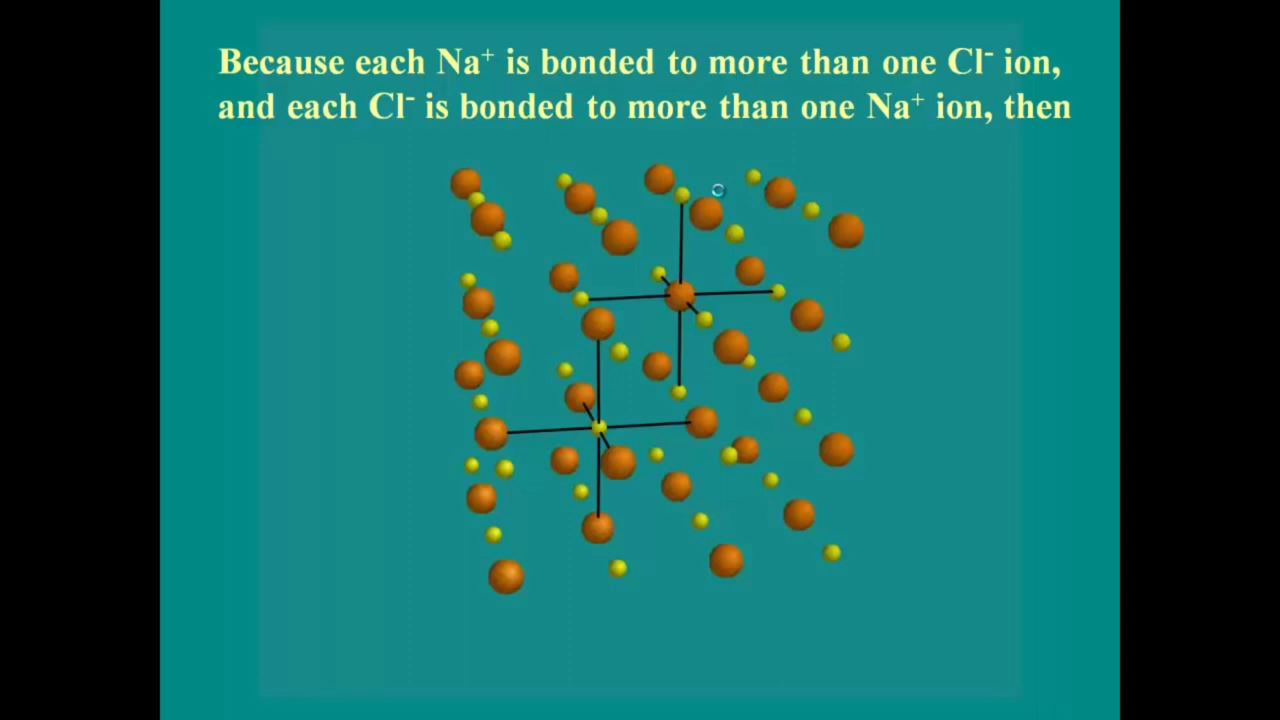 Because each Na⁺ is bonded to more than one Cl⁻ ion,
and each Cl⁻ is bonded to more than one Na⁺ ion, then